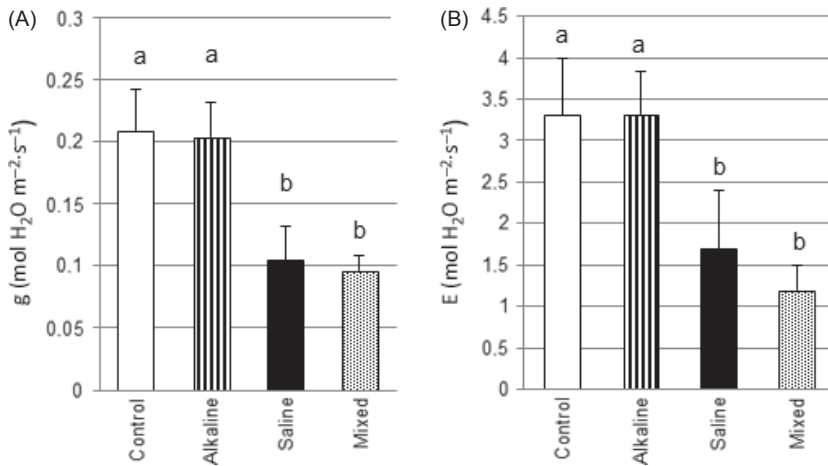 (A)
g (mol H₂O m⁻²·s⁻¹)
0.3
0.25
0.2
0.15
0.1
0.05
0
a
a
b
b
Control
Alkaline
Saline
Mixed
(B)
E (mol H₂O m⁻²·s⁻¹)
4.5
4
3.5
3
2.5
2
1.5
1
0.5
0
a
a
b
b
Control
Alkaline
Saline
Mixed